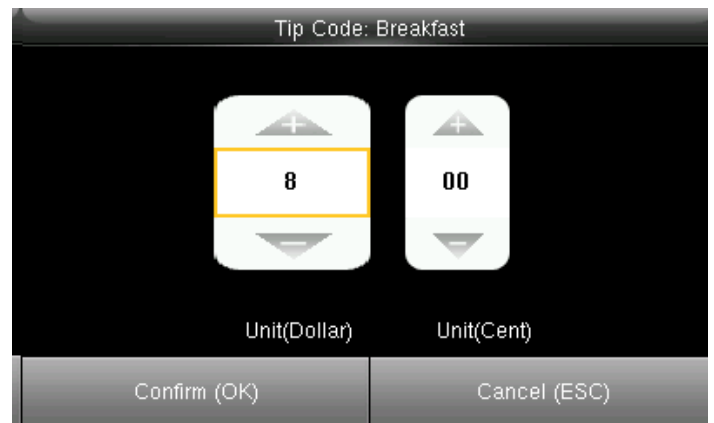 Tip Code: Breakfast
+ +
8 00
− −
Unit(Dollar) Unit(Cent)
Confirm (OK) Cancel (ESC)